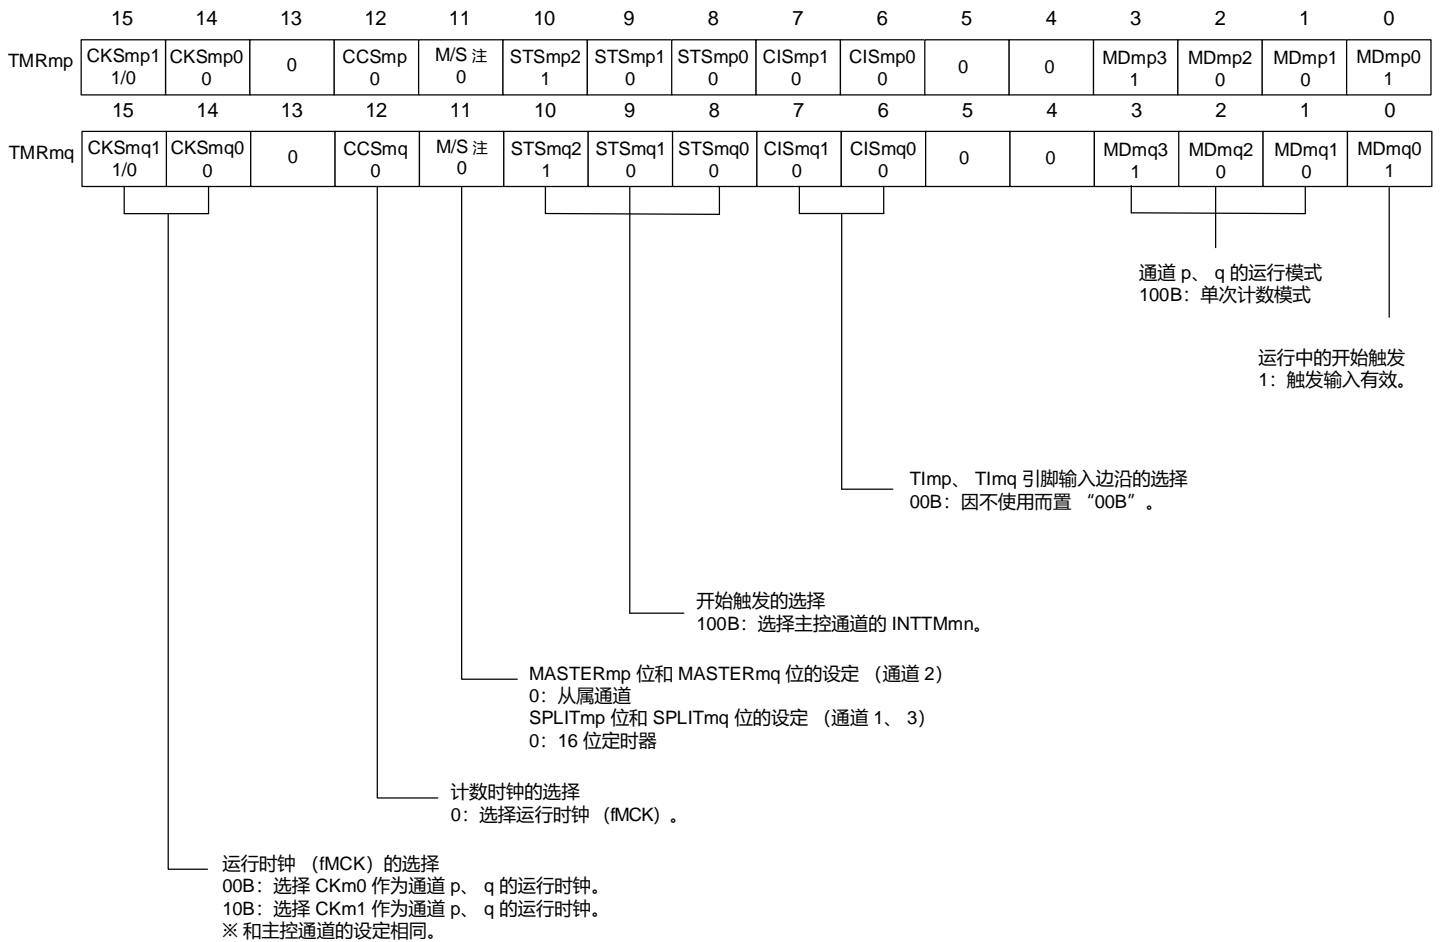 15 14 13 12 11 10 9 8 7 6 5 4 3 2 1 0
TMRmp CKSmp1 CKSmp0 0 CCSmp M/S 注 STSmp2 STSmp1 STSmp0 CISmp1 CISmp0 0 0 MDmp3 MDmp2 MDmp1 MDmp0
1/0 0 0 0 1 0 0 0 0 1 0 0 1
15 14 13 12 11 10 9 8 7 6 5 4 3 2 1 0
TMRmq CKSmq1 CKSmq0 0 CCSmq M/S 注 STSmq2 STSmq1 STSmq0 CISmq1 CISmq0 0 0 MDmq3 MDmq2 MDmq1 MDmq0
1/0 0 0 0 1 0 0 0 0 1 0 0 1
通道 p、 q 的运行模式
100B：单次计数模式
运行中的开始触发
1：触发输入有效。
TImp、 TImq 引脚输入边沿的选择
00B：因不使用而置 “00B”。
开始触发的选择
100B：选择主控通道的 INTTMmn。
MASTERmp 位和 MASTERmq 位的设定 （通道 2）
0：从属通道
SPLITmp 位和 SPLITmq 位的设定 （通道 1、 3）
0：16 位定时器
计数时钟的选择
0：选择运行时钟 （fMCK）。
运行时钟 （fMCK）的选择
00B：选择 CKm0 作为通道 p、 q 的运行时钟。
10B：选择 CKm1 作为通道 p、 q 的运行时钟。
※ 和主控通道的设定相同。